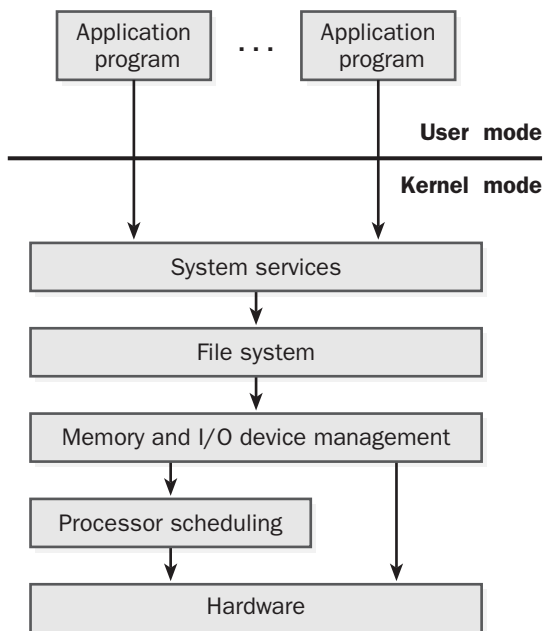 Application
program
. . .
Application
program
User mode
Kernel mode
System services
File system
Memory and I/O device management
Processor scheduling
Hardware